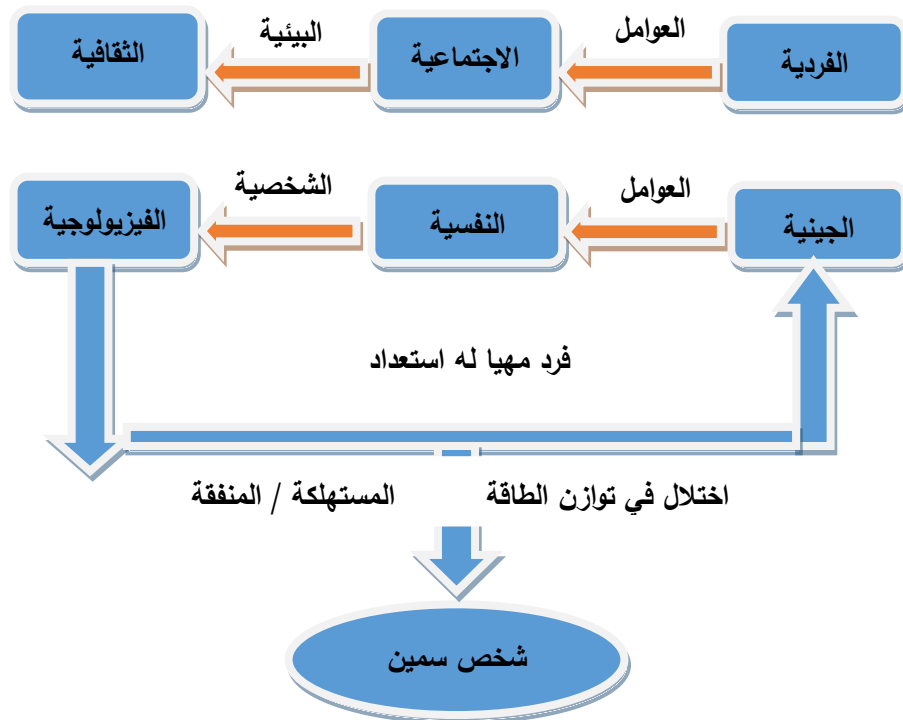 العوامل
البيئية
الفردية
الاجتماعية
الثقافية
العوامل
الشخصية
الجينية
النفسية
الفيزيولوجية
فرد مهيا له استعداد
اختلال في توازن الطاقة المستهلكة / المنفقة
شخص سمين